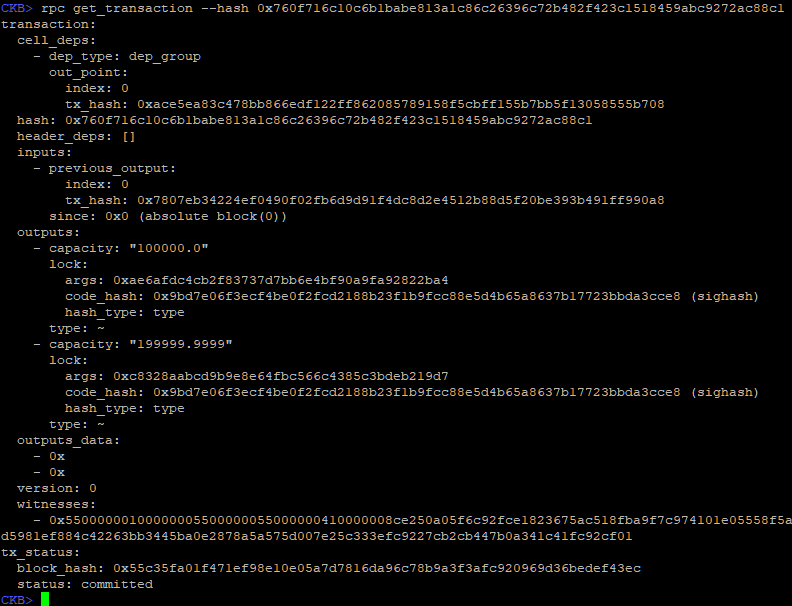 CKB> rpc get_transaction --hash 0x760f716c10c6b1babe813a1c86c26396c72b482f423c1518459abc9272ac88c1
transaction:
cell_deps:
- dep_type: dep_group
out_point:
index: 0
tx_hash: 0xace5ea83c478bb866edf122ff862085789158f5cbff155b7bb5f13058555b708
hash: 0x760f716c10c6b1babe813a1c86c26396c72b482f423c1518459abc9272ac88c1
header_deps: []
inputs:
- previous_output:
index: 0
tx_hash: 0x7807eb34224ef0490f02fb6d9d91f4dc8d2e4512b88d5f20be393b491ff990a8
since: 0x0 (absolute block(0))
outputs:
- capacity: "100000.0"
lock:
args: 0xae6afdc4cb2f83737d7bb6e4bf90a9fa92822ba4
code_hash: 0x9bd7e06f3ecf4be0f2fcd2188b23f1b9fcc88e5d4b65a8637b17723bbda3cce8 (sighash)
hash_type: type
type: ~
- capacity: "199999.9999"
lock:
args: 0xc8328aabcd9b9e8e64fbc566c4385c3bdeb219d7
code_hash: 0x9bd7e06f3ecf4be0f2fcd2188b23f1b9fcc88e5d4b65a8637b17723bbda3cce8 (sighash)
hash_type: type
type: ~
outputs_data:
- 0x
- 0x
version: 0
witnesses:
- 0x55000000100000005500000055000000410000008ce250a05f6c92fce1823675ac518fba9f7c974101e05558f5a
d5981ef884c42263bb3445ba0e2878a5a575d007e25c333efc9227cb2cb447b0a341c41fc92cf01
tx_status:
block_hash: 0x55c35fa01f471ef98e10e05a7d7816da96c78b9a3f3afc920969d36bedef43ec
status: committed
CKB>